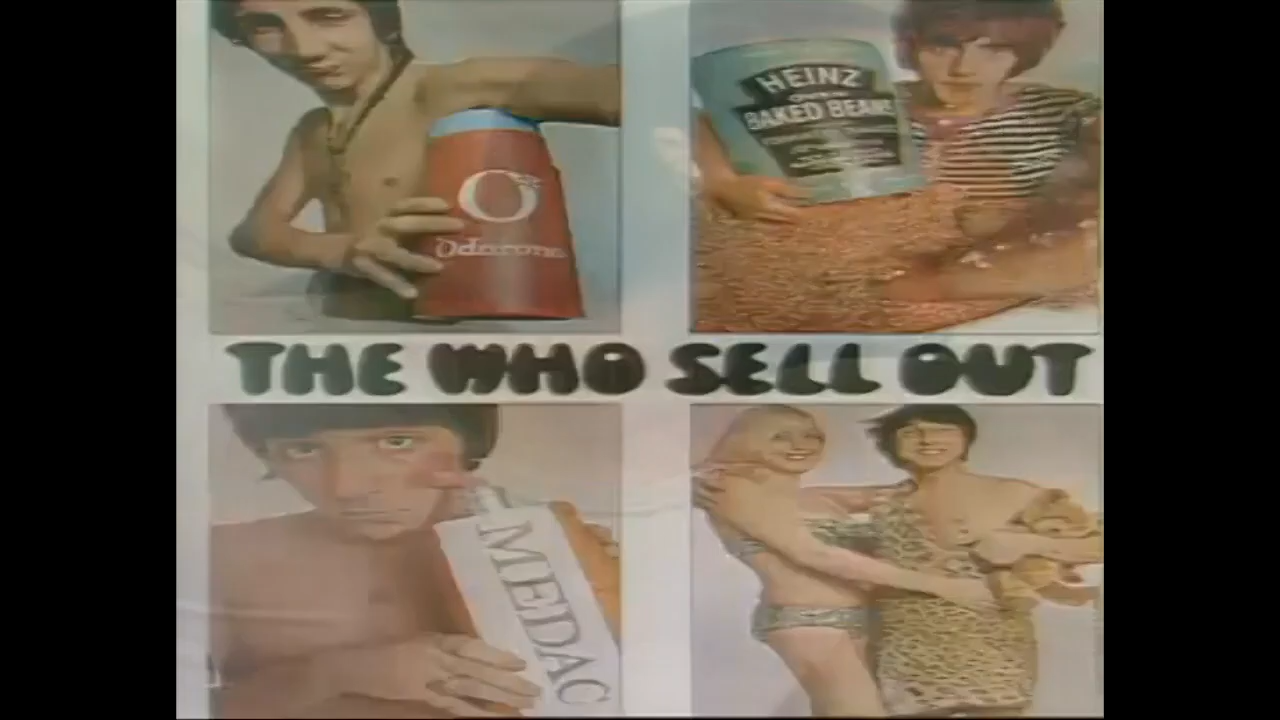 O
Odorono
HEINZ
BAKED BEANS
THE WHO SELL OUT
MEDAC